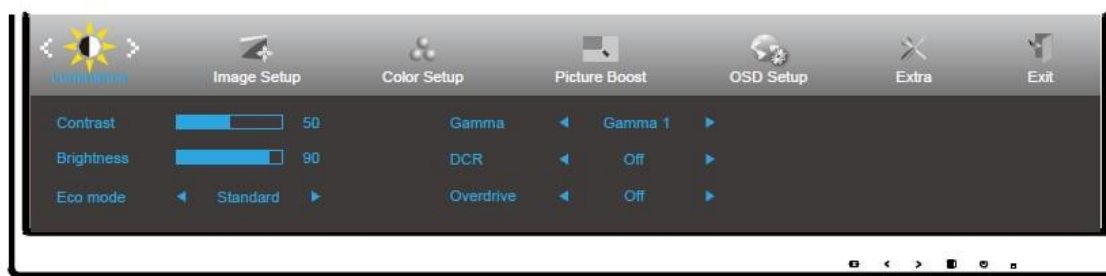 Luminance Image Setup Color Setup Picture Boost OSD Setup Extra Exit
Contrast 50 Gamma Gamma 1
Brightness 90 DCR Off
Eco mode Standard Overdrive Off